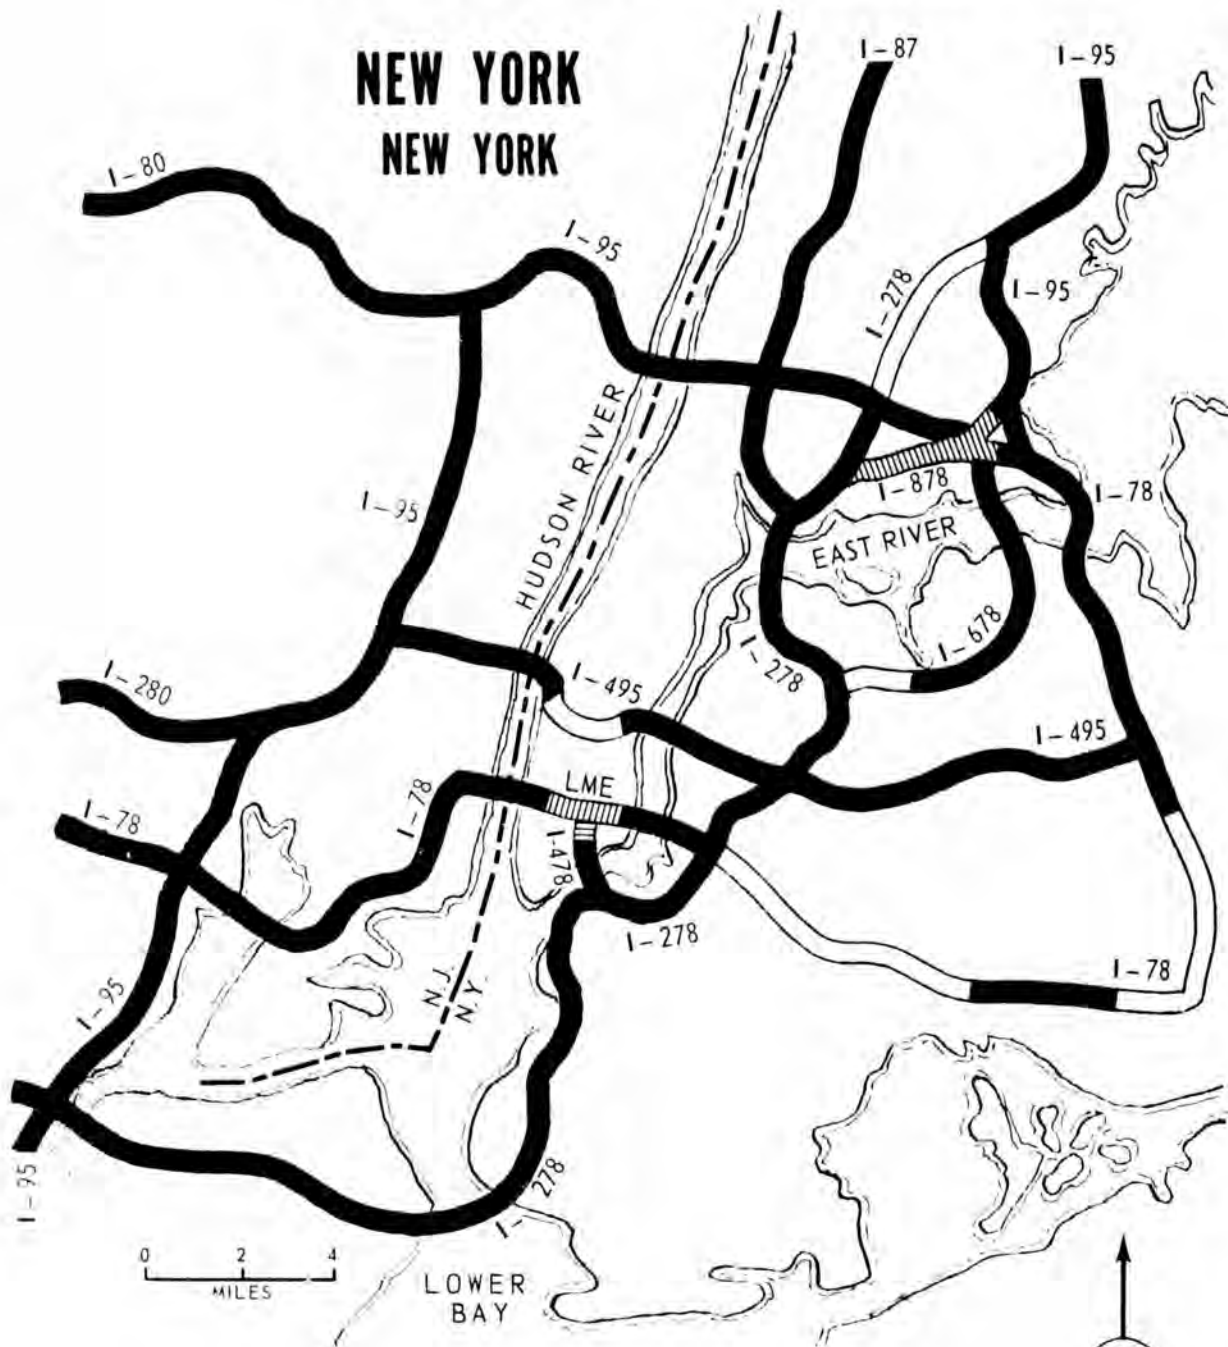 NEW YORK
NEW YORK
I-87
I-95
I-80
I-95
I-278
I-95
HUDSON RIVER
I-95
I-878
I-78
EAST RIVER
I-678
I-278
I-280
I-495
I-495
I-78
I-78
LME
I-478
I-278
I-78
N.J.
N.Y.
I-95
I-95
I-278
0 2 4
MILES
LOWER
BAY